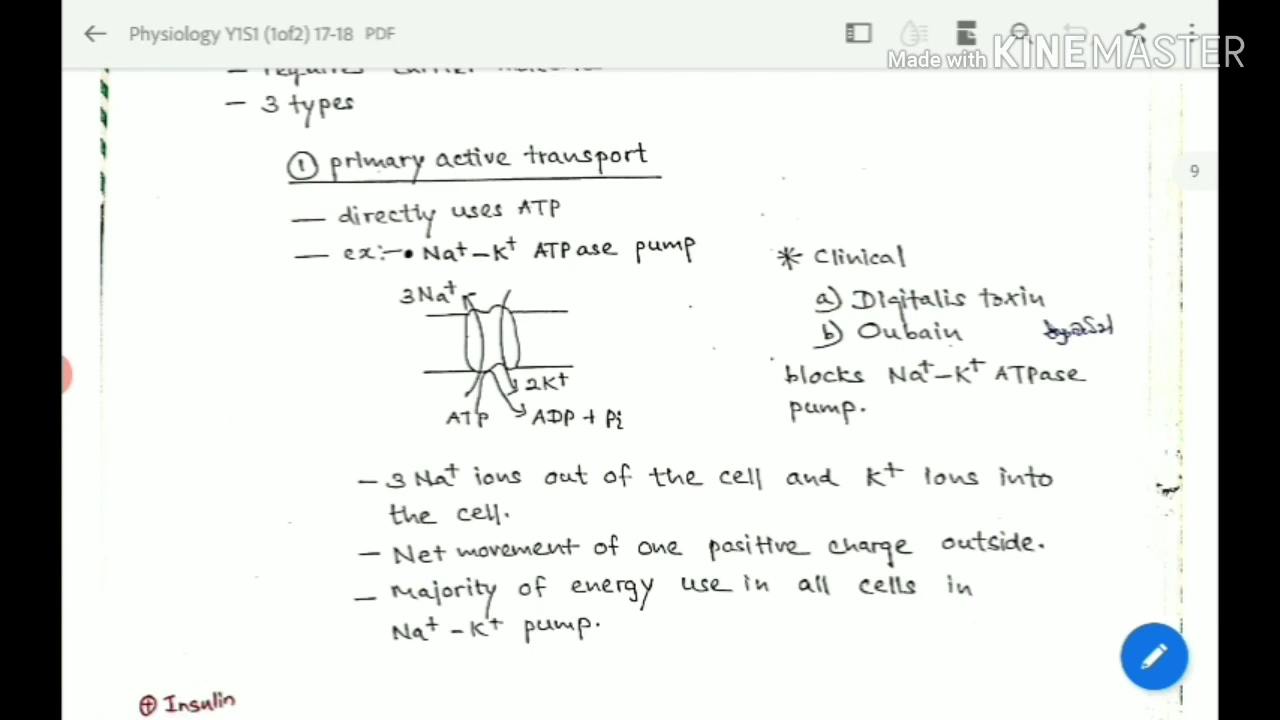 Physiology Y1S1 (1of2) 17-18 PDF
Made with KINEMASTER
- requires carrier
- 3 types
① primary active transport
9
— directly uses ATP
— ex:- • Na⁺-K⁺ ATPase pump
* Clinical
3Na⁺
a) Digitalis toxin
b) Oubain
2K⁺
blocks Na⁺-K⁺ ATPase
ATP ADP + Pi
pump.
- 3 Na⁺ ions out of the cell and K⁺ Ions into
the cell.
- Net movement of one positive charge outside.
- Majority of energy use in all cells in
Na⁺-K⁺ pump.
⊕ Insulin